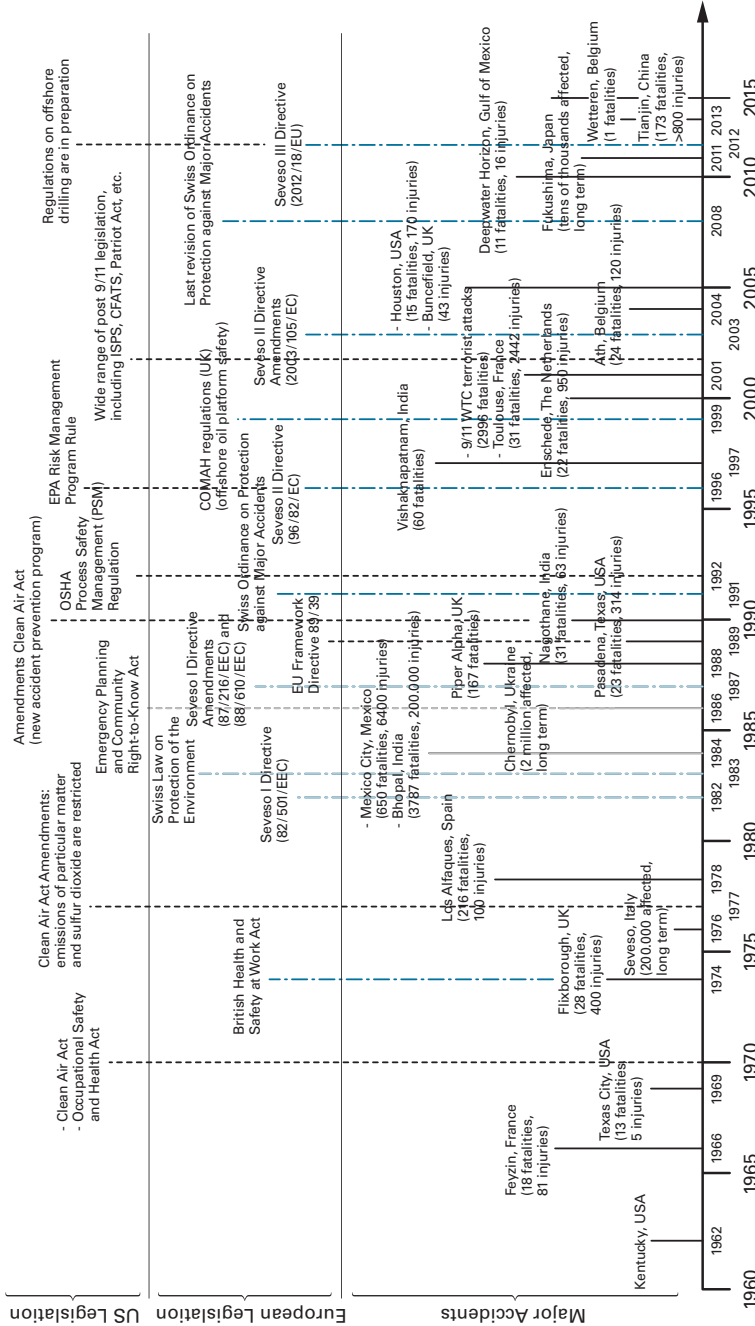 US Legislation
- Clean Air Act
- Occupational Safety
and Health Act
Clean Air Act Amendments:
emissions of particular matter
and sulfur dioxide are restricted
Emergency Planning
and Community
Right-to-Know Act
Amendments Clean Air Act
(new accident prevention program)
OSHA
Process Safety
Management (PSM)
Regulation
EPA Risk Management
Program Rule
Wide range of post 9/11 legislation,
including ISPS, CFATS, Patriot Act, etc.
Regulations on offshore
drilling are in preparation
European Legislation
British Health and
Safety at Work Act
Seveso I Directive
(82/501/EEC)
Swiss Law on
Protection of the
Environment
Seveso I Directive
Amendments
(87/216/EEC) and
(88/610/EEC)
EU Framework
Directive 89/39
Swiss Ordinance on Protection
against Major Accidents
Seveso II Directive
(96/82/EC)
COMAH regulations (UK)
(offshore oil platform safety)
Seveso II Directive
Amendments
(2003/105/EC)
Last revision of Swiss Ordinance on
Protection against Major Accidents
Seveso III Directive
(2012/18/EU)
Major Accidents
Kentucky, USA
Feyzin, France
(18 fatalities,
81 injuries)
Texas City, USA
(13 fatalities
5 injuries)
Flixborough, UK
(28 fatalities,
400 injuries)
Seveso, Italy
(200.000 affected,
long term)
Los Alfaques, Spain
(216 fatalities,
100 injuries)
- Mexico City, Mexico
(650 fatalities, 6400 injuries)
- Bhopal, India
(3787 fatalities, 200.000 injuries)
Chernobyl, Ukraine
(2 million affected,
long term)
Piper Alpha, UK
(167 fatalities)
Pasadena, Texas, USA
(23 fatalities, 314 injuries)
Nagothane, India
(31 fatalities, 63 injuries)
Vishaknapatnam, India
(60 fatalities)
Enschede, The Netherlands
(22 fatalities, 950 injuries)
- 9/11 WTC terrorist attacks
(2996 fatalities)
- Toulouse, France
(31 fatalities, 2442 injuries)
Ath, Belgium
(24 fatalities, 120 injuries)
- Houston, USA
(15 fatalities, 170 injuries)
- Buncefield, UK
(43 injuries)
Deepwater Horizon, Gulf of Mexico
(11 fatalities, 16 injuries)
Fukushima, Japan
(tens of thousands affected,
long term)
Wetteren, Belgium
(1 fatalities)
Tianjin, China
(173 fatalities,
>800 injuries)
1962
1966
1969
1974
1976
1977
1978
1982
1983
1984
1986
1987
1988
1989
1991
1992
1996
1997
1999
2001
2003
2004
2008
2011
2012
2013
1960
1965
1970
1975
1980
1985
1990
1995
2000
2005
2010
2015